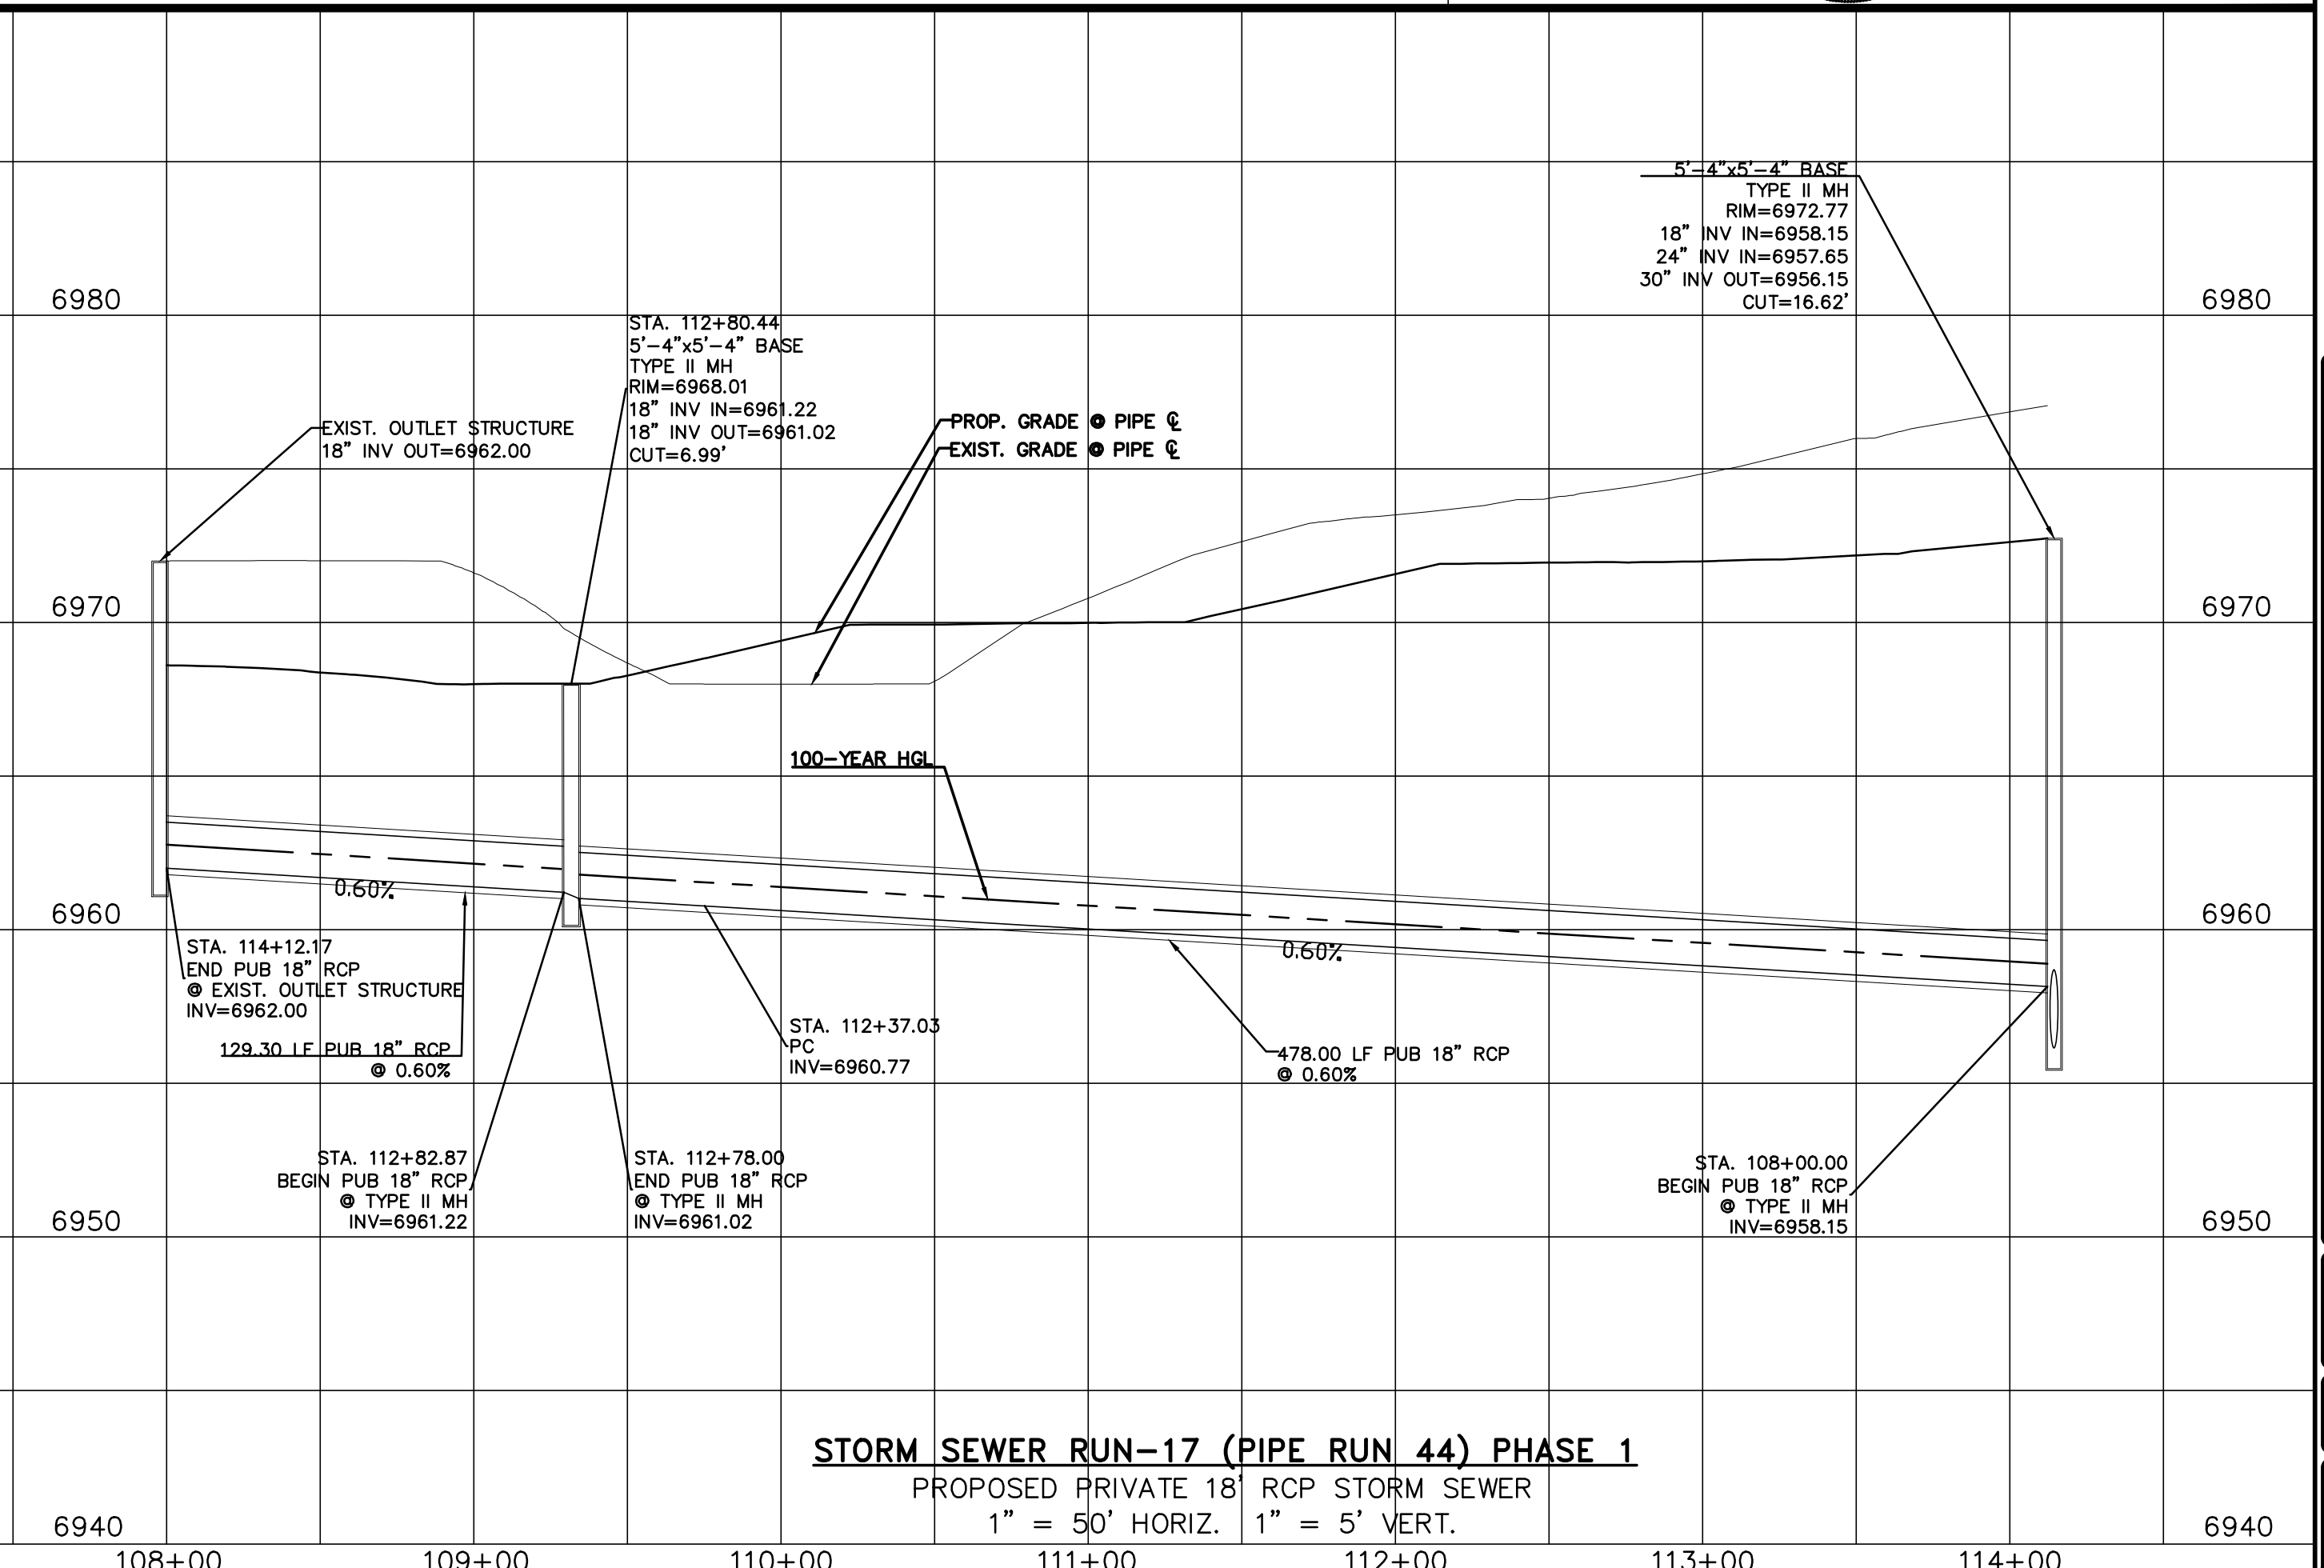 5'-4"x5'-4" BASE
TYPE II MH
RIM=6972.77
18" INV IN=6958.15
24" INV IN=6957.65
30" INV OUT=6956.15
CUT=16.62'
6980
6980
STA. 112+80.44
5'-4"x5'-4" BASE
TYPE II MH
RIM=6968.01
18" INV IN=6961.22
18" INV OUT=6961.02
CUT=6.99'
EXIST. OUTLET STRUCTURE
18" INV OUT=6962.00
PROP. GRADE @ PIPE ℄
EXIST. GRADE @ PIPE ℄
6970
6970
100-YEAR HGL
0.60%
6960
6960
0.60%
STA. 114+12.17
END PUB 18" RCP
@ EXIST. OUTLET STRUCTURE
INV=6962.00
129.30 LF PUB 18" RCP
@ 0.60%
STA. 112+37.03
PC
INV=6960.77
478.00 LF PUB 18" RCP
@ 0.60%
STA. 112+82.87
BEGIN PUB 18" RCP
@ TYPE II MH
INV=6961.22
STA. 112+78.00
END PUB 18" RCP
@ TYPE II MH
INV=6961.02
STA. 108+00.00
BEGIN PUB 18" RCP
@ TYPE II MH
INV=6958.15
6950
6950
STORM SEWER RUN-17 (PIPE RUN 44) PHASE 1
PROPOSED PRIVATE 18' RCP STORM SEWER
1" = 50' HORIZ. 1" = 5' VERT.
6940
6940
108+00 109+00 110+00 111+00 112+00 113+00 114+00